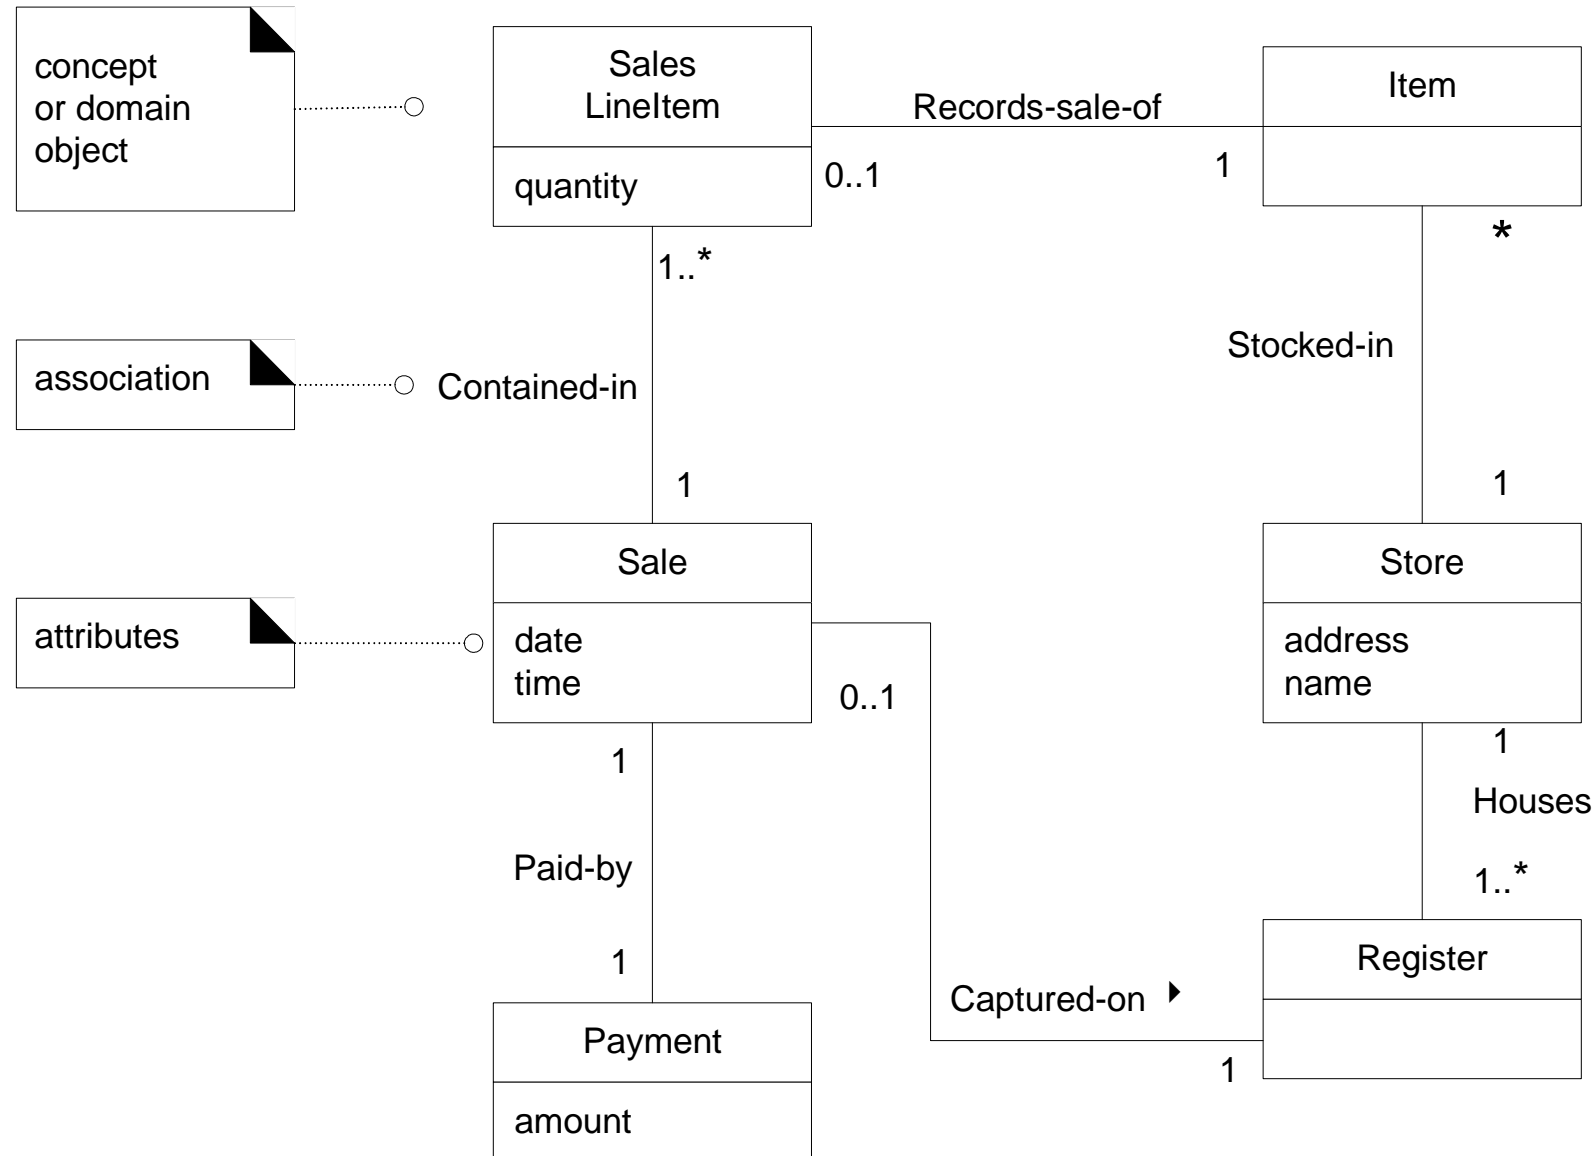 concept
or domain
object
Sales
LineItem
quantity
Records-sale-of
0..1
1
Item
*
1..*
association
Contained-in
Stocked-in
1
1
attributes
Sale
date
time
0..1
Store
address
name
1
1
Houses
Paid-by
1..*
1
Captured-on
Register
1
Payment
amount